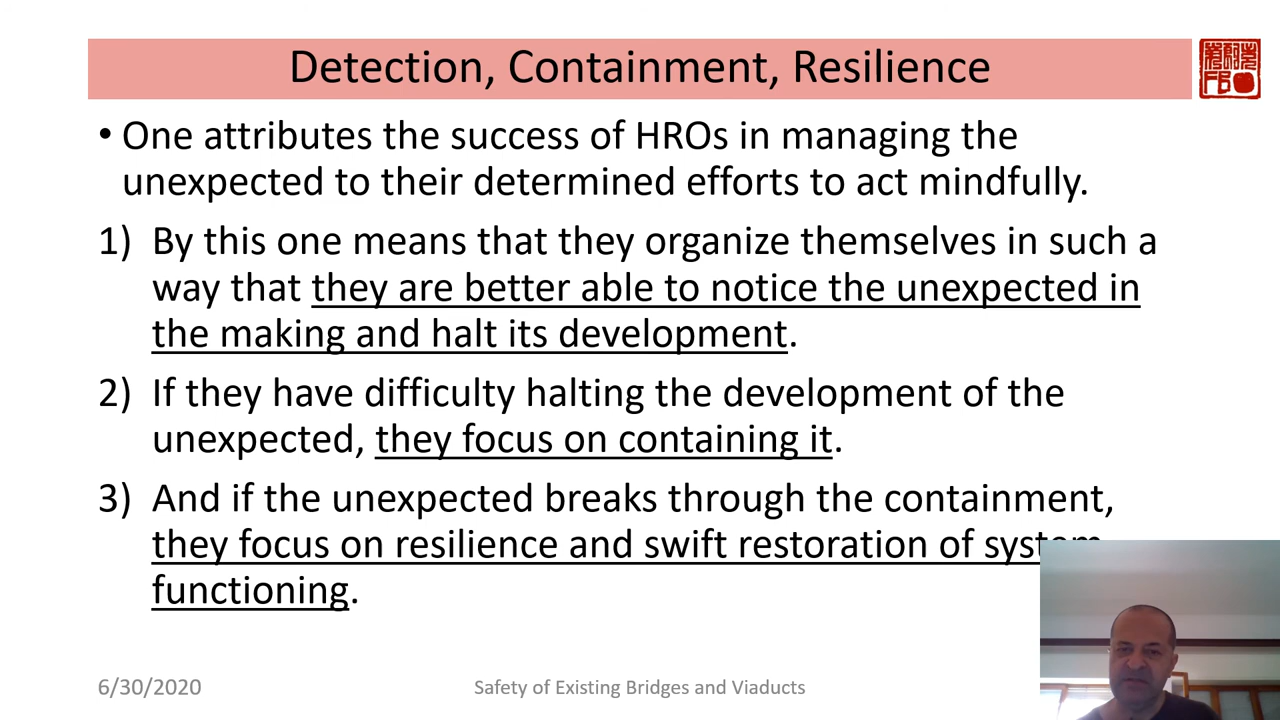 Detection, Containment, Resilience
• One attributes the success of HROs in managing the
unexpected to their determined efforts to act mindfully.
1) By this one means that they organize themselves in such a
way that they are better able to notice the unexpected in
the making and halt its development.
2) If they have difficulty halting the development of the
unexpected, they focus on containing it.
3) And if the unexpected breaks through the containment,
they focus on resilience and swift restoration of system
functioning.
6/30/2020
Safety of Existing Bridges and Viaducts